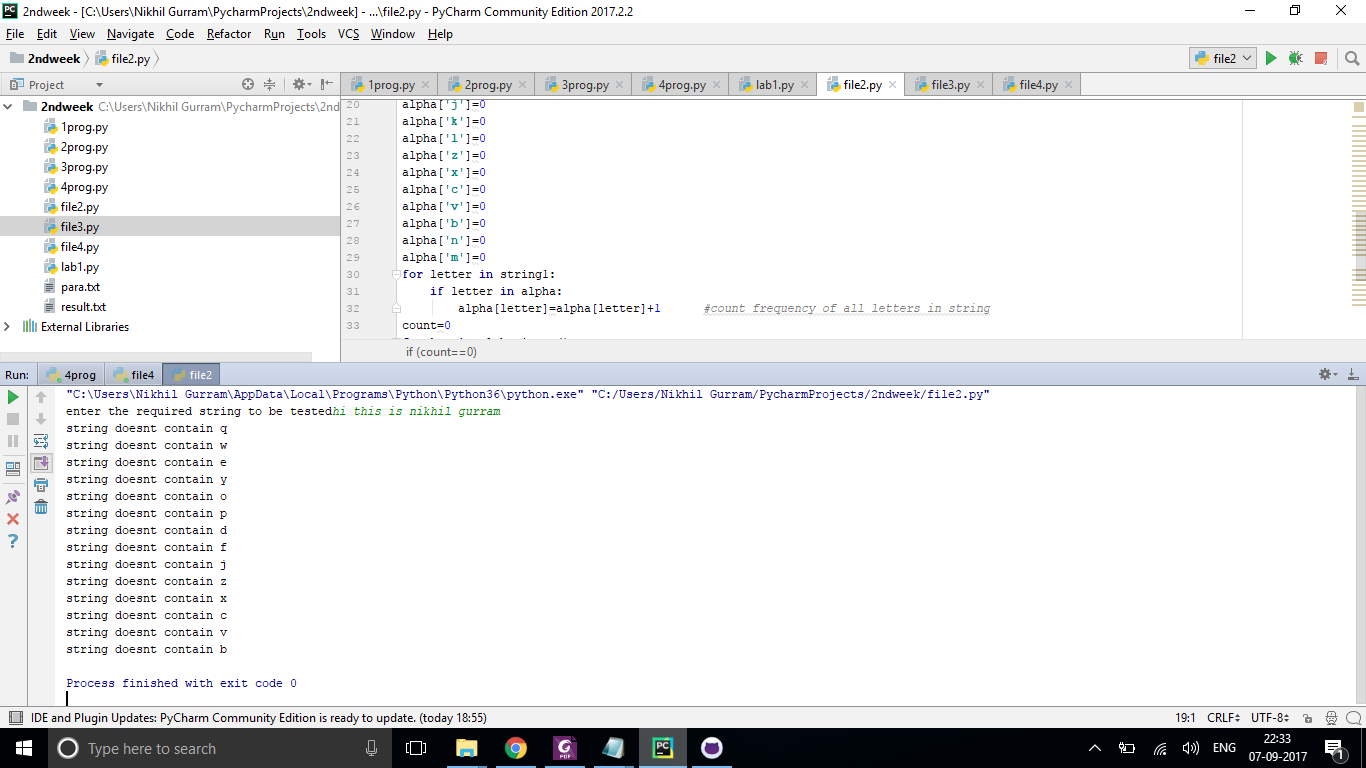 2ndweek - [C:\Users\Nikhil Gurram\PycharmProjects\2ndweek] - ...\file2.py - PyCharm Community Edition 2017.2.2
File Edit View Navigate Code Refactor Run Tools VCS Window Help
2ndweek file2.py file2
Project 1prog.py 2prog.py 3prog.py 4prog.py lab1.py file2.py file3.py file4.py
2ndweek C:\Users\Nikhil Gurram\PycharmProjects\2nd
1prog.py
2prog.py
3prog.py
4prog.py
file2.py
file3.py
file4.py
lab1.py
para.txt
result.txt
External Libraries
20 alpha['j']=0
21 alpha['k']=0
22 alpha['l']=0
23 alpha['z']=0
24 alpha['x']=0
25 alpha['c']=0
26 alpha['v']=0
27 alpha['b']=0
28 alpha['n']=0
29 alpha['m']=0
30 for letter in string1:
31 if letter in alpha:
32 alpha[letter]=alpha[letter]+1 #count frequency of all letters in string
33 count=0
if (count==0)
Run: 4prog file4 file2
"C:\Users\Nikhil Gurram\AppData\Local\Programs\Python\Python36\python.exe" "C:/Users/Nikhil Gurram/PycharmProjects/2ndweek/file2.py"
enter the required string to be testedhi this is nikhil gurram
string doesnt contain q
string doesnt contain w
string doesnt contain e
string doesnt contain y
string doesnt contain o
string doesnt contain p
string doesnt contain d
string doesnt contain f
string doesnt contain j
string doesnt contain z
string doesnt contain x
string doesnt contain c
string doesnt contain v
string doesnt contain b
Process finished with exit code 0
IDE and Plugin Updates: PyCharm Community Edition is ready to update. (today 18:55) 19:1 CRLF UTF-8
Type here to search ENG 22:33
07-09-2017 1